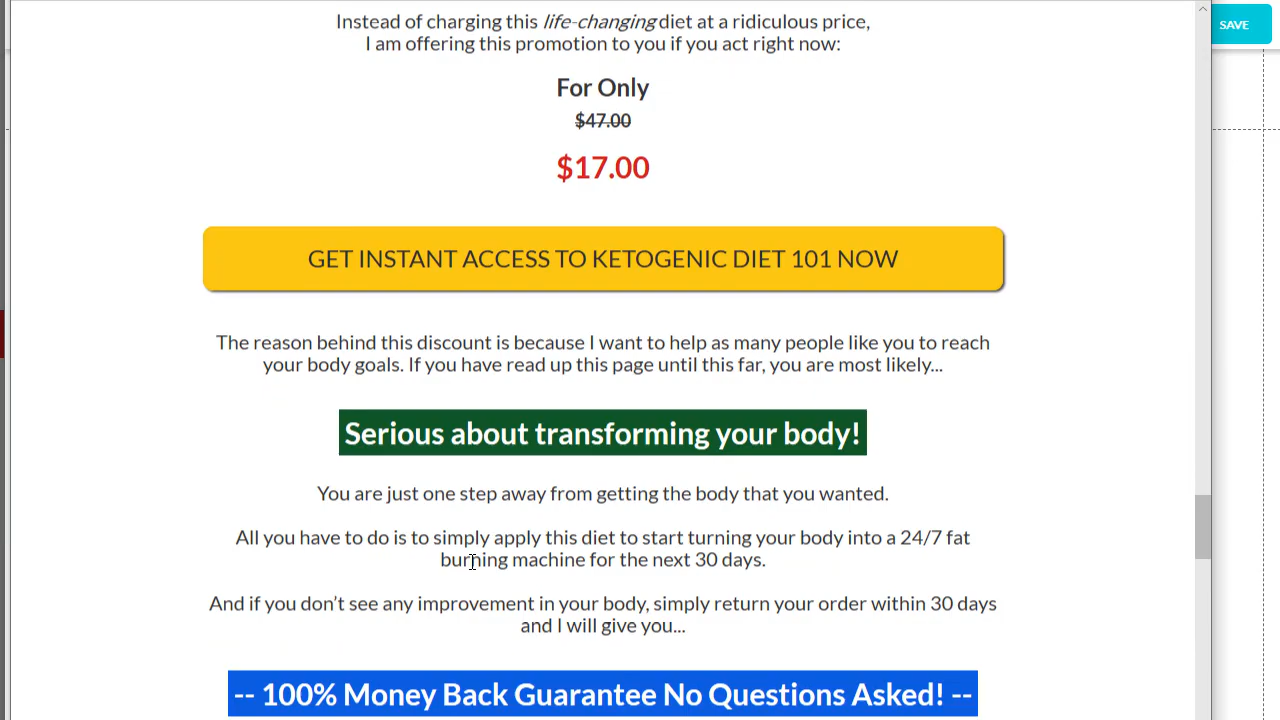 Instead of charging this life-changing diet at a ridiculous price,
I am offering this promotion to you if you act right now:
SAVE
For Only
$47.00
$17.00
GET INSTANT ACCESS TO KETOGENIC DIET 101 NOW
The reason behind this discount is because I want to help as many people like you to reach
your body goals. If you have read up this page until this far, you are most likely...
Serious about transforming your body!
You are just one step away from getting the body that you wanted.
All you have to do is to simply apply this diet to start turning your body into a 24/7 fat
burning machine for the next 30 days.
And if you don’t see any improvement in your body, simply return your order within 30 days
and I will give you...
-- 100% Money Back Guarantee No Questions Asked! --